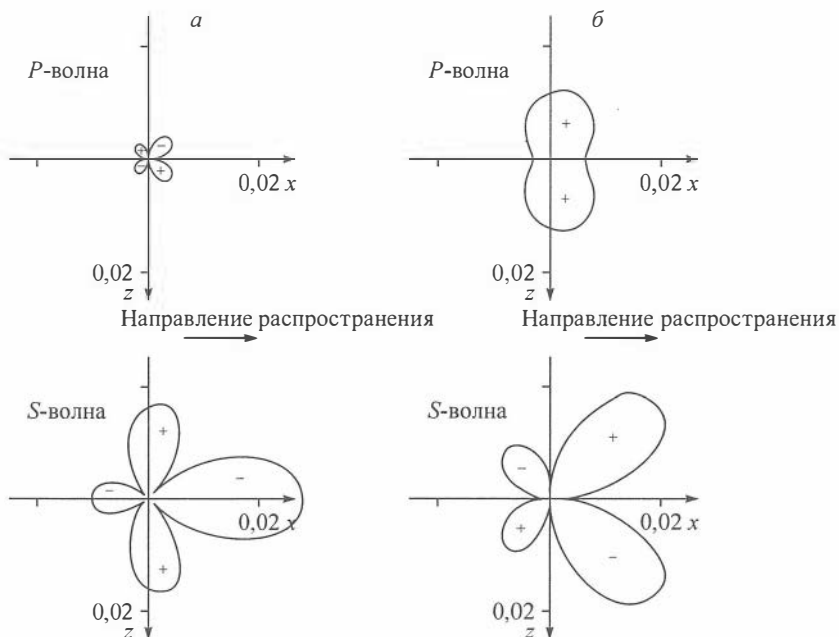 а
б
P-волна
P-волна
+
−
−
+
+
+
0,02 x
0,02 x
0,02
z
0,02
z
Направление распространения
Направление распространения
S-волна
S-волна
+
−
−
+
−
+
+
−
0,02 x
0,02 x
0,02
z
0,02
z